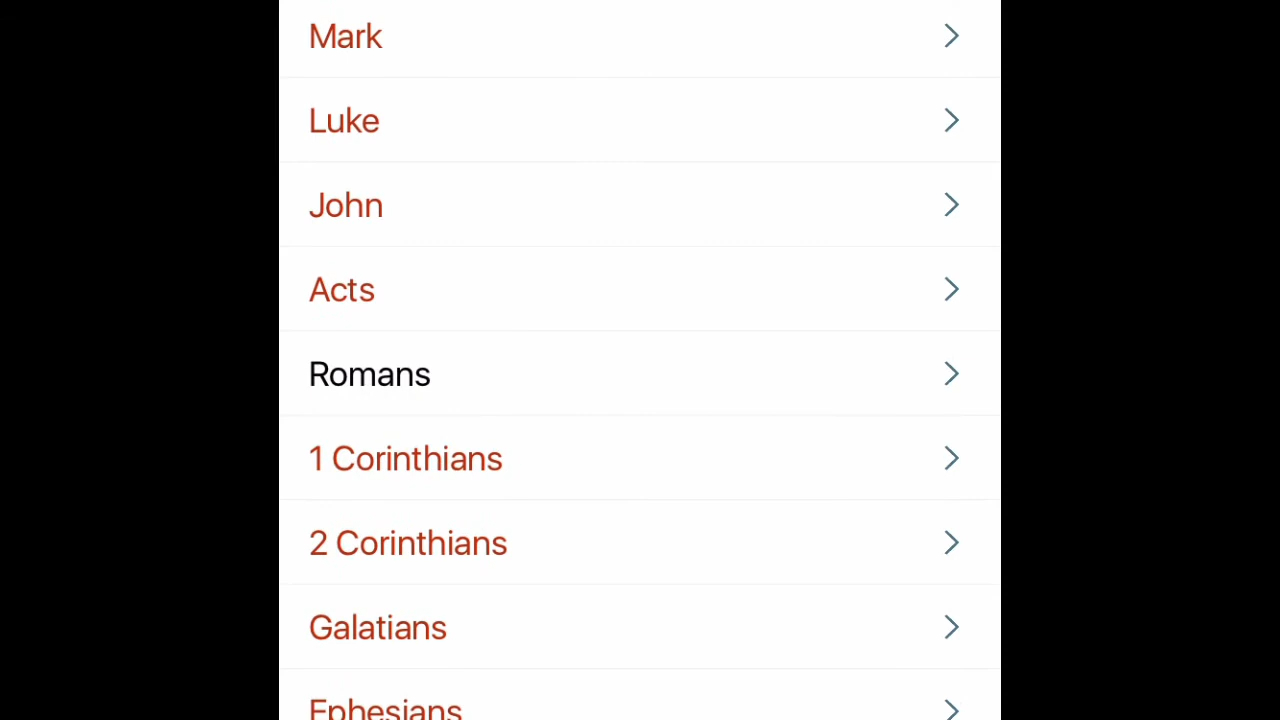 Mark
Luke
John
Acts
Romans
1 Corinthians
2 Corinthians
Galatians
Ephesians